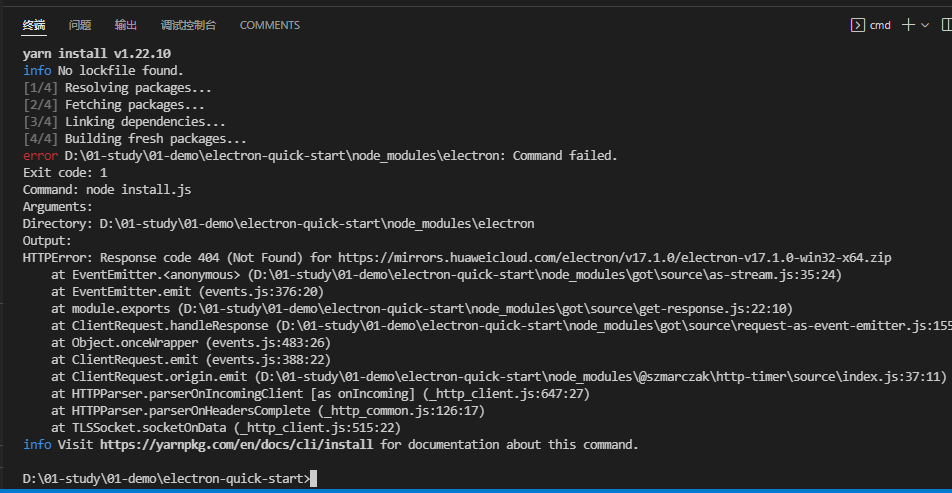 终端 问题 输出 调试控制台 COMMENTS cmd
yarn install v1.22.10
info No lockfile found.
[1/4] Resolving packages...
[2/4] Fetching packages...
[3/4] Linking dependencies...
[4/4] Building fresh packages...
error D:\01-study\01-demo\electron-quick-start\node_modules\electron: Command failed.
Exit code: 1
Command: node install.js
Arguments:
Directory: D:\01-study\01-demo\electron-quick-start\node_modules\electron
Output:
HTTPError: Response code 404 (Not Found) for https://mirrors.huaweicloud.com/electron/v17.1.0/electron-v17.1.0-win32-x64.zip
at EventEmitter.<anonymous> (D:\01-study\01-demo\electron-quick-start\node_modules\got\source\as-stream.js:35:24)
at EventEmitter.emit (events.js:376:20)
at module.exports (D:\01-study\01-demo\electron-quick-start\node_modules\got\source\get-response.js:22:10)
at ClientRequest.handleResponse (D:\01-study\01-demo\electron-quick-start\node_modules\got\source\request-as-event-emitter.js:155
at Object.onceWrapper (events.js:483:26)
at ClientRequest.emit (events.js:388:22)
at ClientRequest.origin.emit (D:\01-study\01-demo\electron-quick-start\node_modules\@szmarczak\http-timer\source\index.js:37:11)
at HTTPParser.parserOnIncomingClient [as onIncoming] (_http_client.js:647:27)
at HTTPParser.parserOnHeadersComplete (_http_common.js:126:17)
at TLSSocket.socketOnData (_http_client.js:515:22)
info Visit https://yarnpkg.com/en/docs/cli/install for documentation about this command.
D:\01-study\01-demo\electron-quick-start>